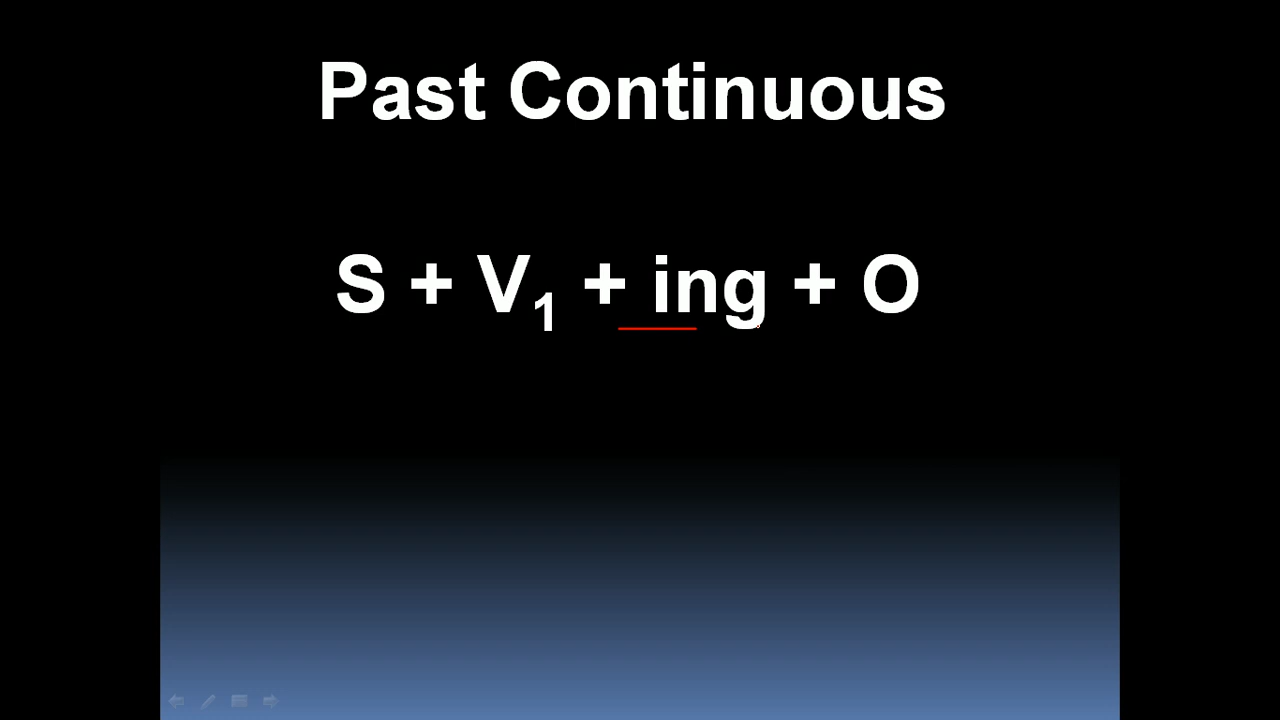 Past Continuous
S + V₁ + ing + O